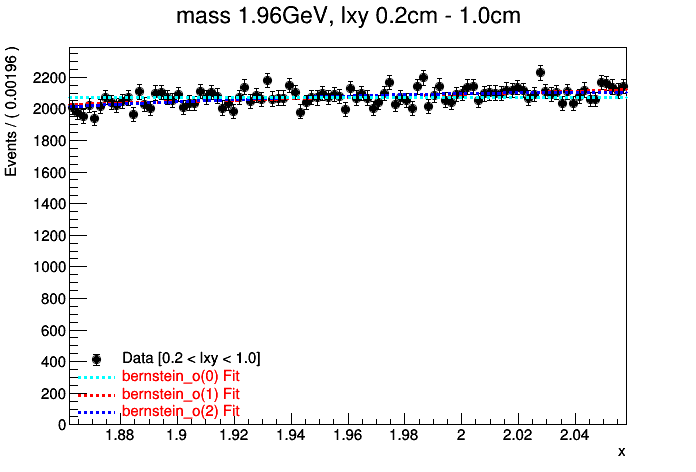 mass 1.96GeV, lxy 0.2cm - 1.0cm
Events / ( 0.00196 )
2200
2000
1800
1600
1400
1200
1000
800
600
400
200
0
Data [0.2 < lxy < 1.0]
bernstein_o(0) Fit
bernstein_o(1) Fit
bernstein_o(2) Fit
1.88 1.9 1.92 1.94 1.96 1.98 2 2.02 2.04
x